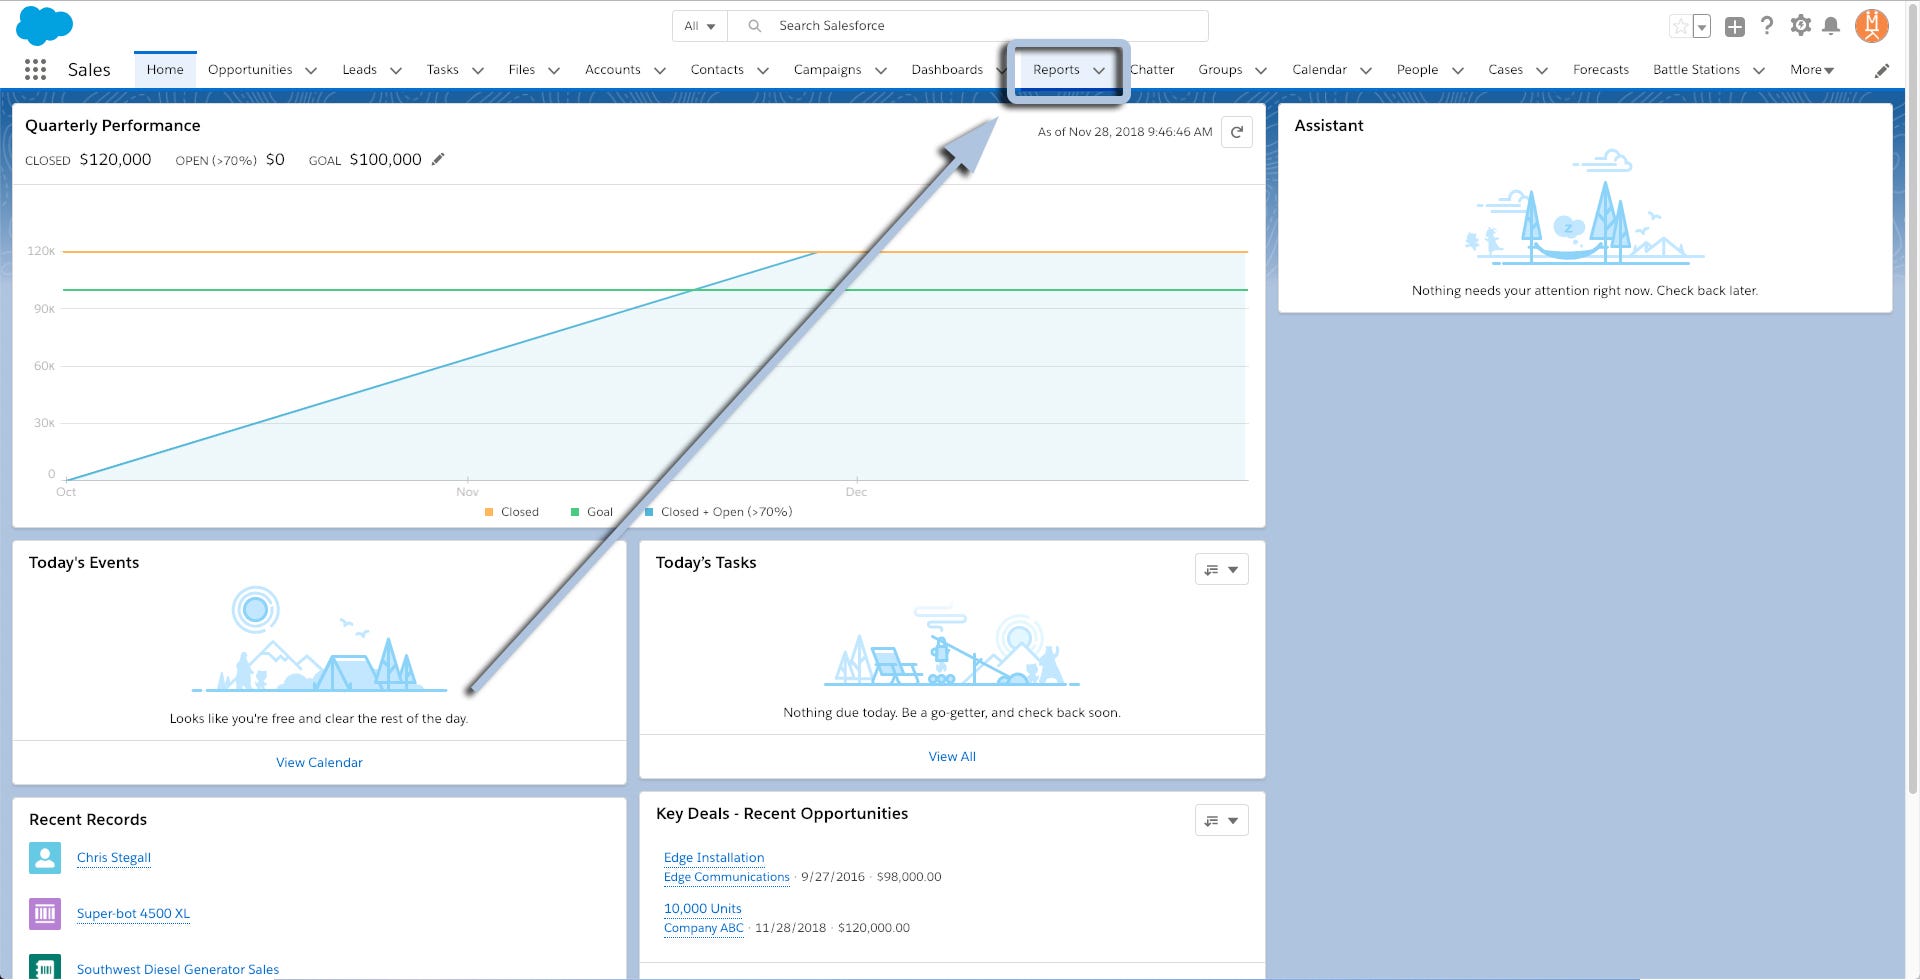 All
Search Salesforce
Sales
Home
Opportunities
Leads
Tasks
Files
Accounts
Contacts
Campaigns
Dashboards
Reports
Chatter
Groups
Calendar
People
Cases
Forecasts
Battle Stations
More
Quarterly Performance
As of Nov 28, 2018 9:46:46 AM
CLOSED $120,000 OPEN (>70%) $0 GOAL $100,000
120K
90K
60K
30K
0
Oct
Nov
Dec
Closed
Goal
Closed + Open (>70%)
Assistant
z
Nothing needs your attention right now. Check back later.
Today's Events
Looks like you're free and clear the rest of the day.
View Calendar
Today’s Tasks
Nothing due today. Be a go-getter, and check back soon.
View All
Recent Records
Chris Stegall
Super-bot 4500 XL
Southwest Diesel Generator Sales
Key Deals - Recent Opportunities
Edge Installation
Edge Communications · 9/27/2016 · $98,000.00
10,000 Units
Company ABC · 11/28/2018 · $120,000.00